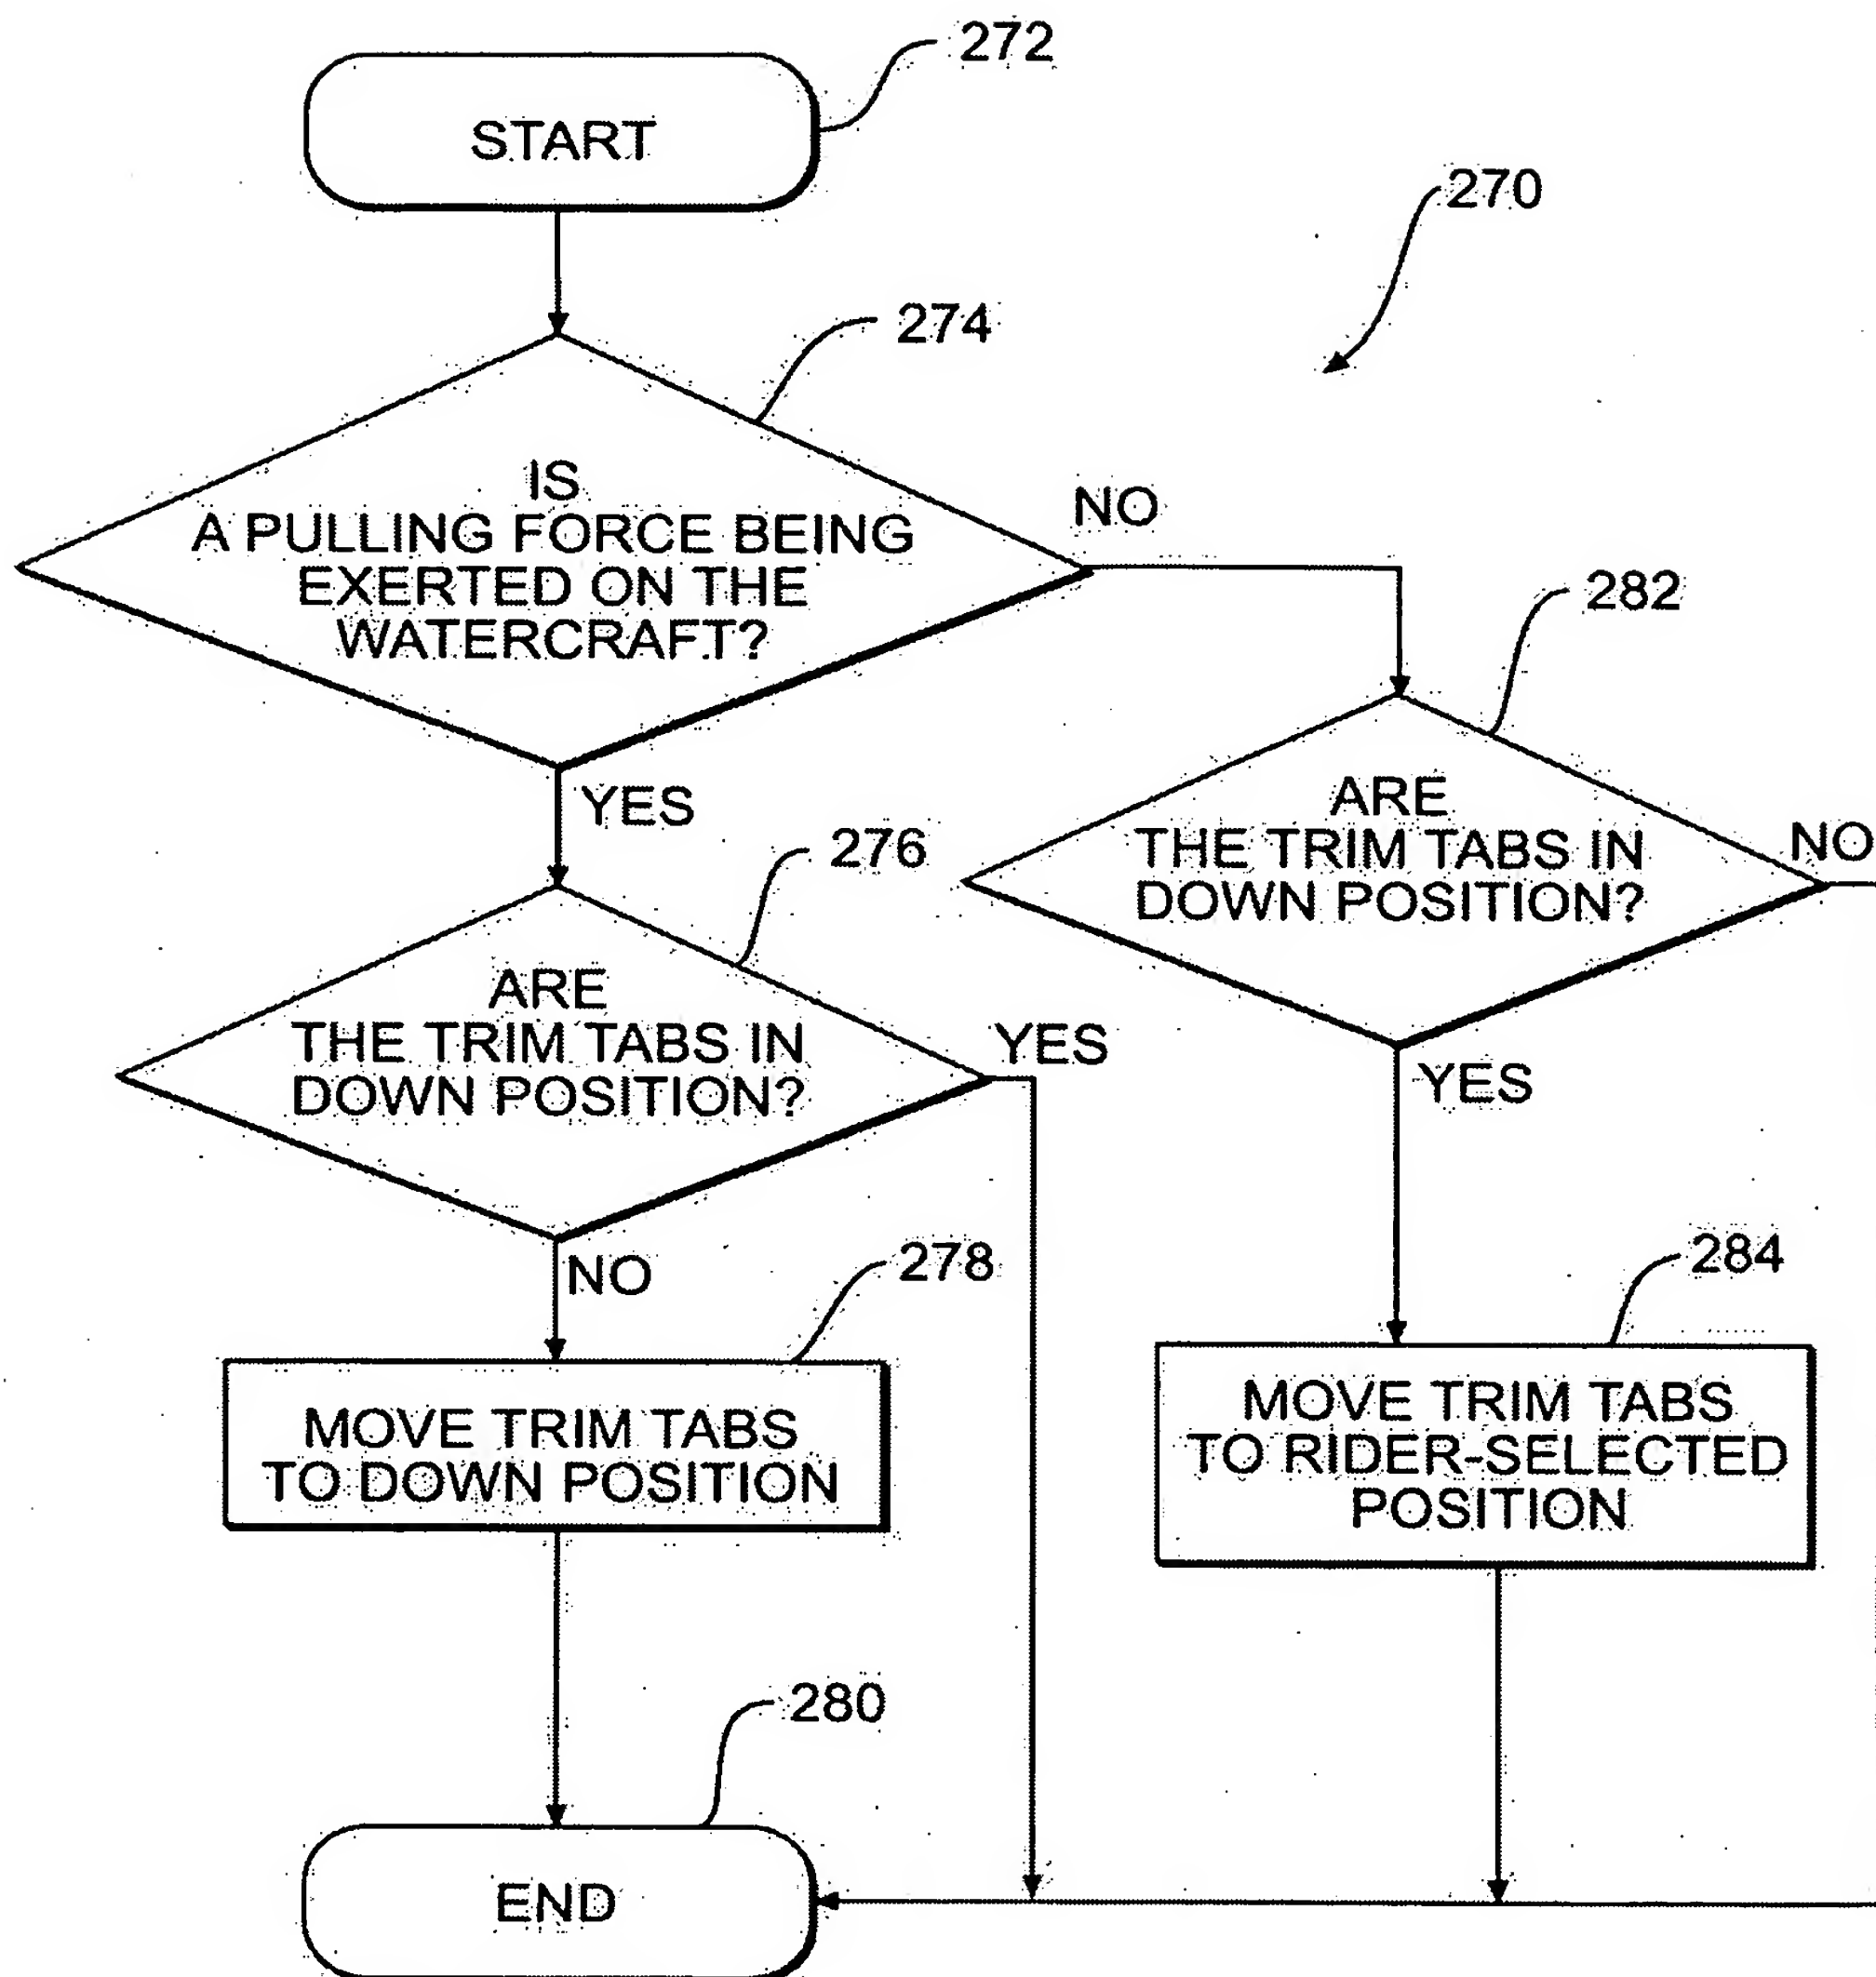 272
START
270
274
IS
A PULLING FORCE BEING
EXERTED ON THE
WATERCRAFT?
NO
282
YES
ARE
THE TRIM TABS IN
DOWN POSITION?
NO
276
ARE
THE TRIM TABS IN
DOWN POSITION?
YES
YES
NO
278
284
MOVE TRIM TABS
TO DOWN POSITION
MOVE TRIM TABS
TO RIDER-SELECTED
POSITION
280
END